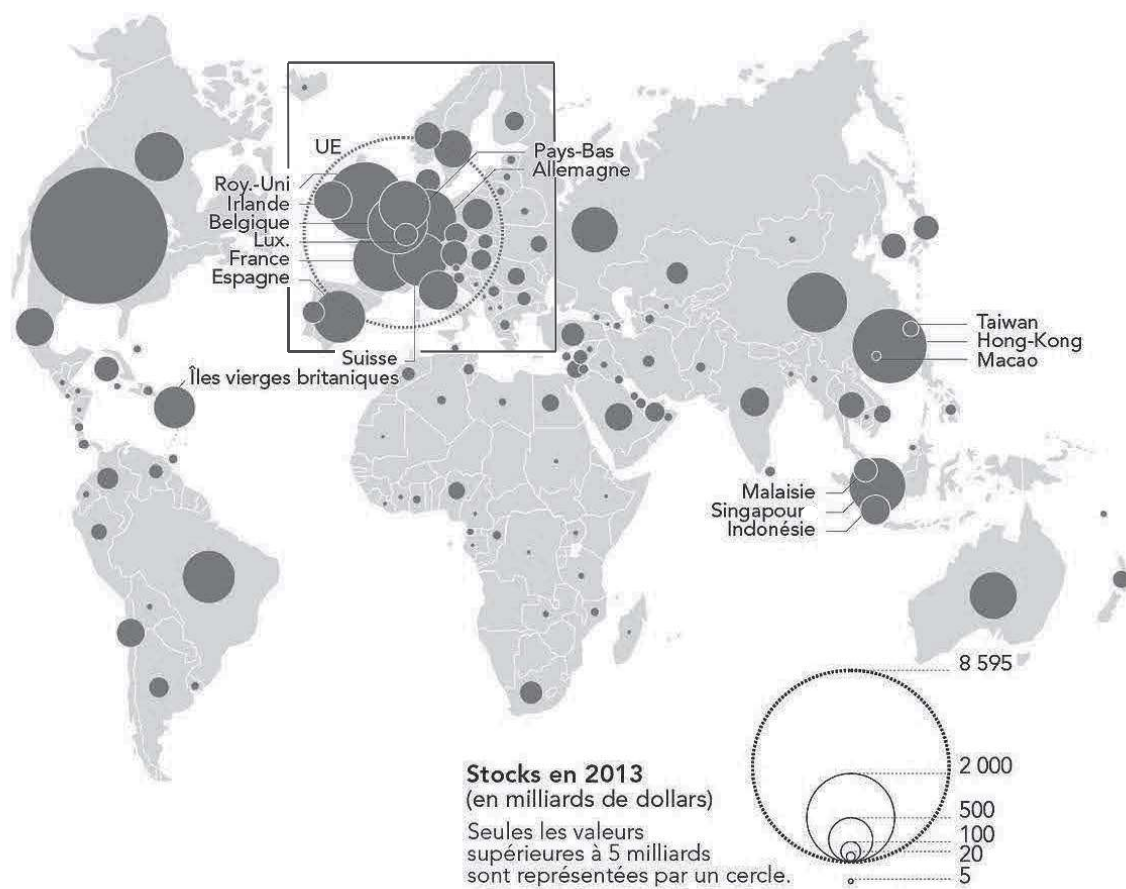 UE
Roy.-Uni
Irlande
Belgique
Lux.
France
Espagne
Pays-Bas
Allemagne
Suisse
Îles vierges britaniques
Taiwan
Hong-Kong
Macao
Malaisie
Singapour
Indonésie
8 595
2 000
500
100
20
5
Stocks en 2013
(en milliards de dollars)
Seules les valeurs
supérieures à 5 milliards
sont représentées par un cercle.